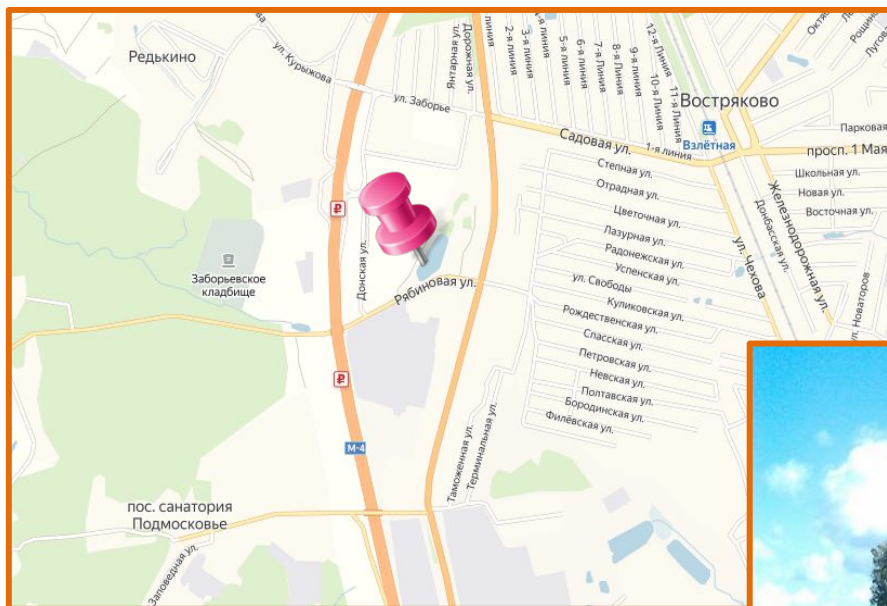 Редькино
ул. Курыжова
Янтарная ул.
Дорожная ул.
2-я линия
3-я линия
4-я линия
5-я линия
6-я линия
7-я Линия
8-я Линия
9-я линия
10-я Линия
11-я Линия
12-я Линия
ул. Заборье
Востряково
Взлётная
Садовая ул.
1-я линия
Парковая
просп. 1 Мая
Школьная ул.
Новая ул.
Восточная ул.
Железнодорожная ул.
Донбасская ул.
ул. Чехова
ул. Новаторов
Степная ул.
Отрадная ул.
Цветочная ул.
Лазурная ул.
Радонежская ул.
Успенская ул.
ул. Свободы
Куликовская ул.
Рождественская ул.
Спасская ул.
Петровская ул.
Невская ул.
Полтавская ул.
Бородинская ул.
Филёвская ул.
₽
Донская ул.
Рябиновая ул.
Заборьевское
кладбище
₽
М-4
Таможенная ул.
Терминальная ул.
пос. санатория
Подмосковье
Заповедная ул.